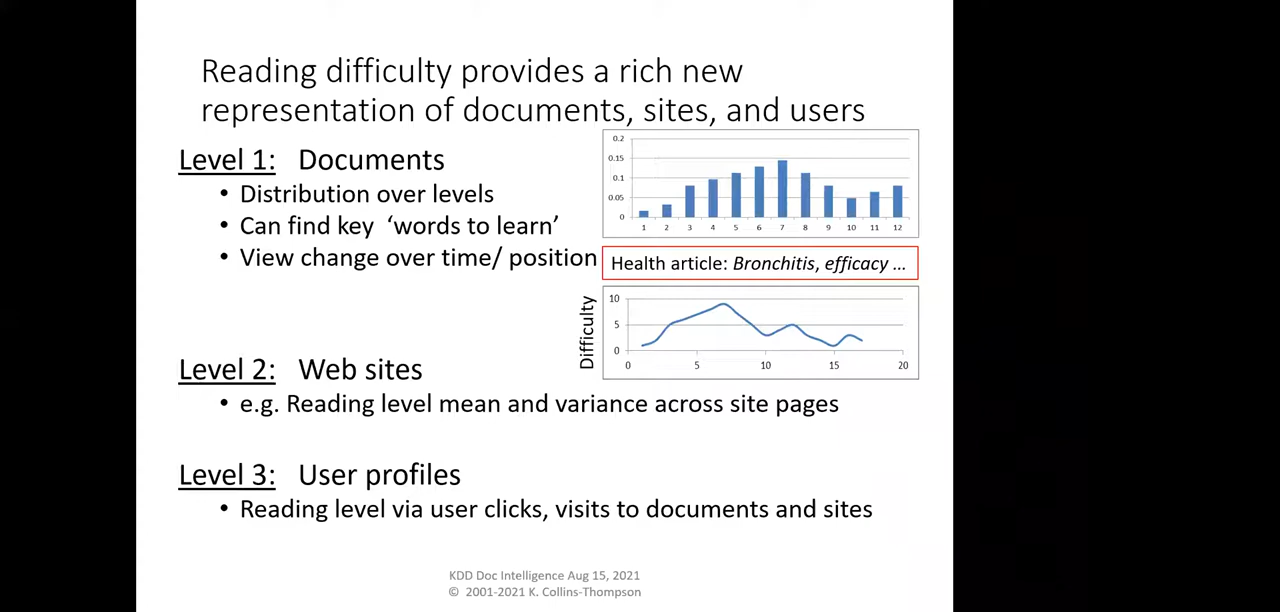 Reading difficulty provides a rich new
representation of documents, sites, and users
Level 1: Documents
• Distribution over levels
• Can find key ‘words to learn’
• View change over time/ position
0.2
0.15
0.1
0.05
0
1 2 3 4 5 6 7 8 9 10 11 12
Health article: Bronchitis, efficacy ...
Difficulty
10
5
0
0 5 10 15 20
Level 2: Web sites
• e.g. Reading level mean and variance across site pages
Level 3: User profiles
• Reading level via user clicks, visits to documents and sites
KDD Doc Intelligence Aug 15, 2021
© 2001-2021 K. Collins-Thompson